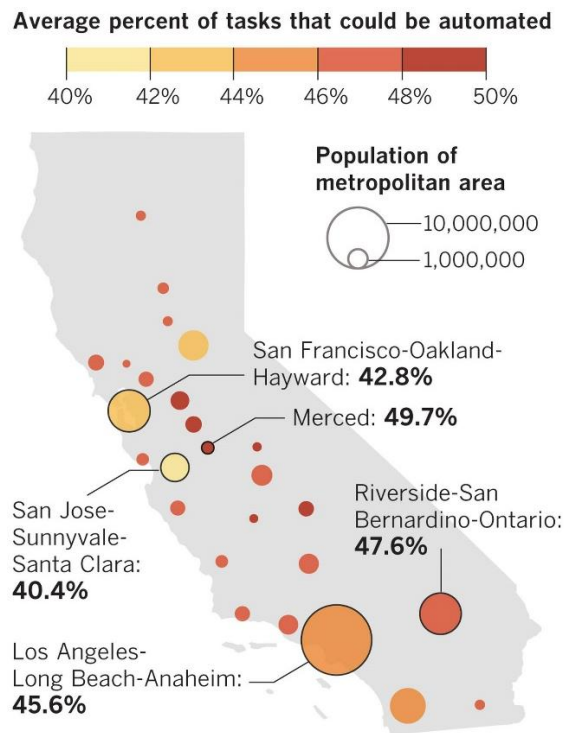 Average percent of tasks that could be automated
40% 42% 44% 46% 48% 50%
Population of
metropolitan area
10,000,000
1,000,000
San Francisco-Oakland-
Hayward: 42.8%
Merced: 49.7%
San Jose-
Sunnyvale-
Santa Clara:
40.4%
Riverside-San
Bernardino-Ontario:
47.6%
Los Angeles-
Long Beach-Anaheim:
45.6%